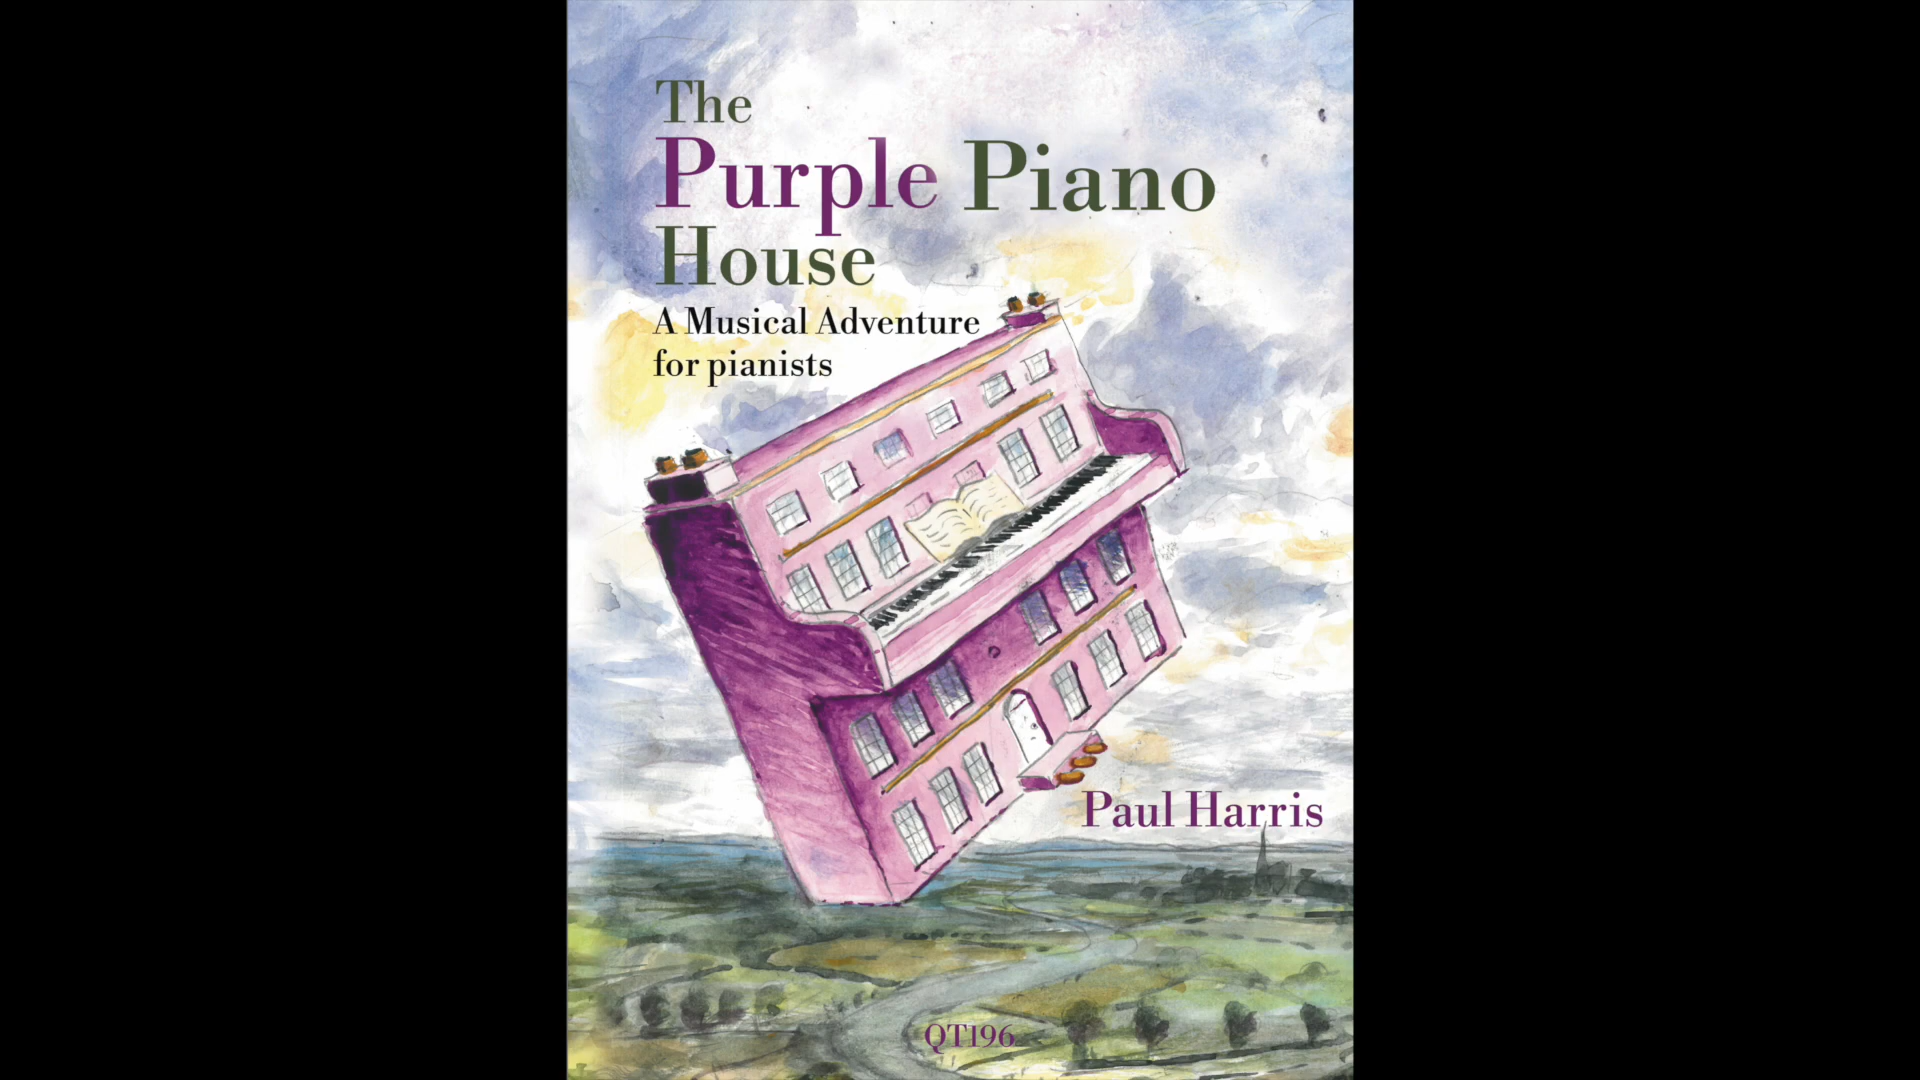 The
Purple Piano
House
A Musical Adventure
for pianists
Paul Harris
QT196